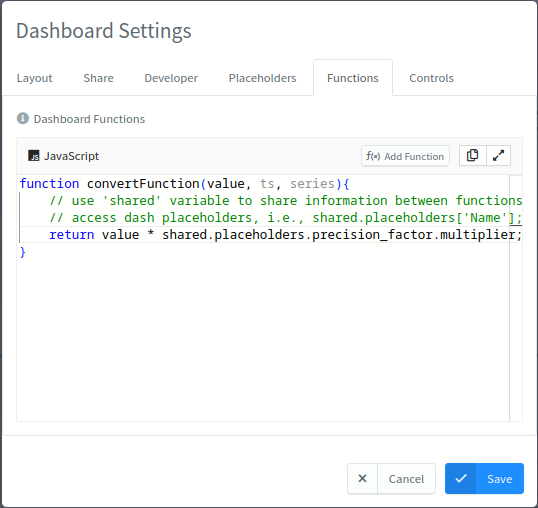 Dashboard Settings
Layout Share Developer Placeholders Functions Controls
Dashboard Functions
JS JavaScript f(x) Add Function
function convertFunction(value, ts, series){
// use 'shared' variable to share information between functions
// access dash placeholders, i.e., shared.placeholders['Name'];
return value * shared.placeholders.precision_factor.multiplier;
}
Cancel Save